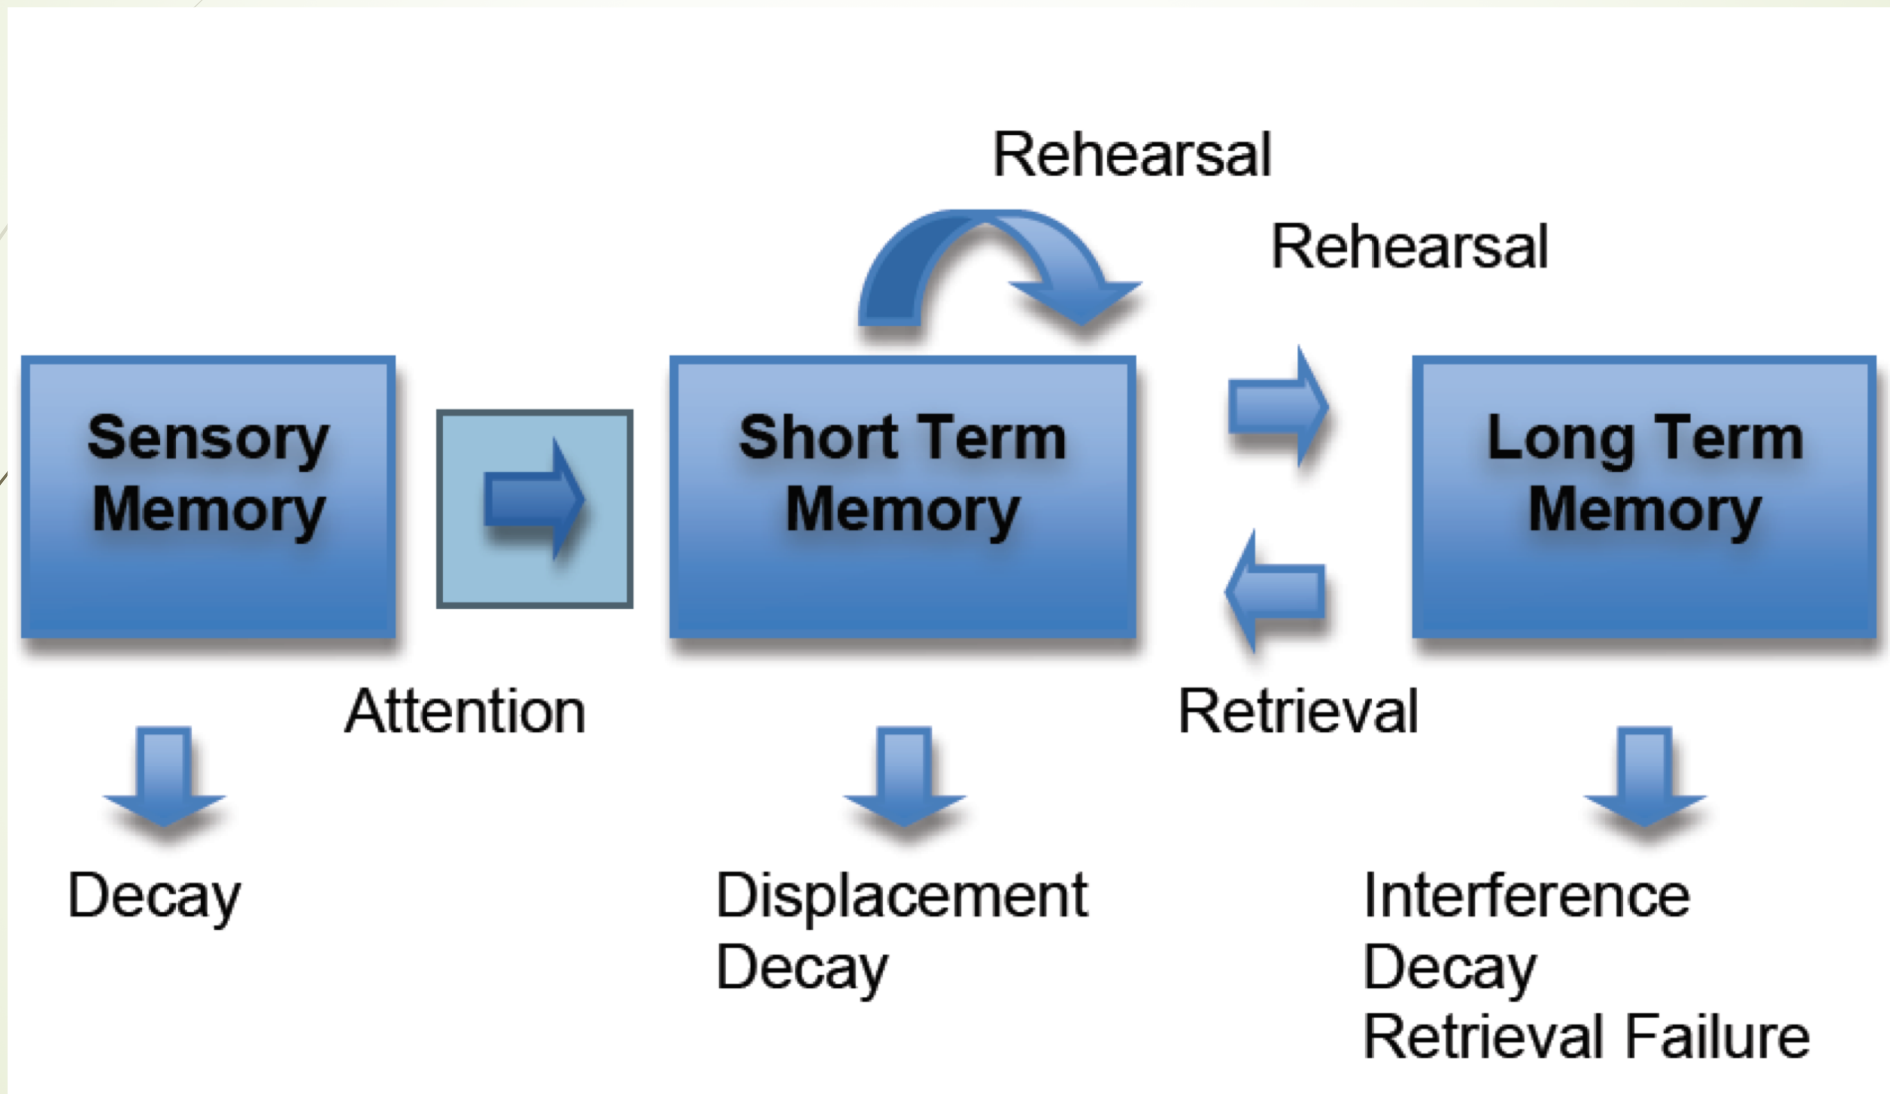 Rehearsal
Rehearsal
Sensory
Memory
Short Term
Memory
Long Term
Memory
Attention
Retrieval
Decay
Displacement
Decay
Interference
Decay
Retrieval Failure